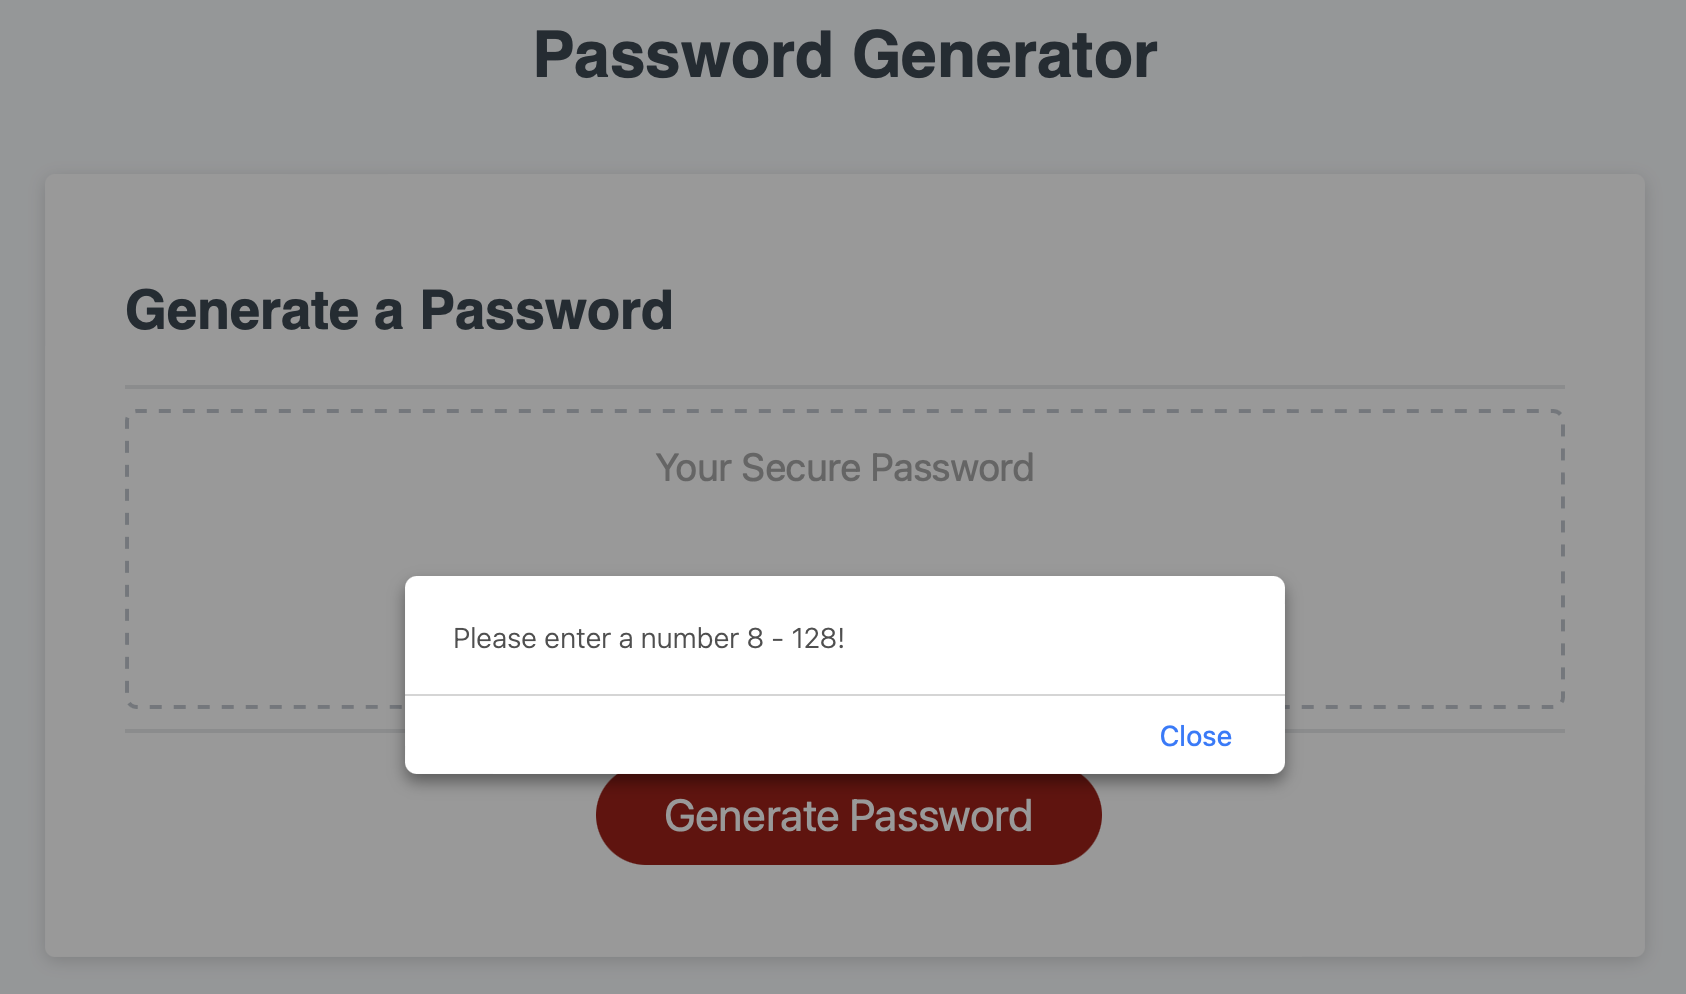 Password Generator
Generate a Password
Your Secure Password
Please enter a number 8 - 128!
Close
Generate Password